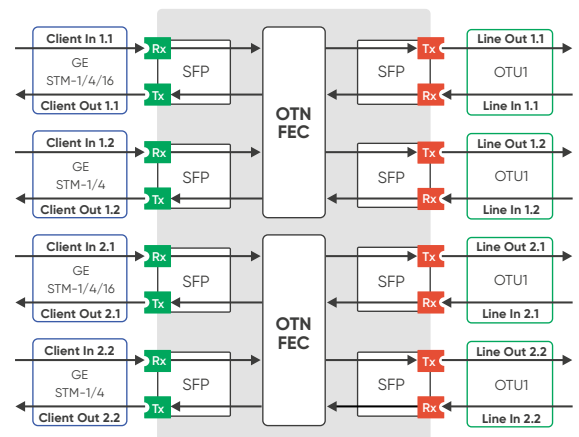 Client In 1.1
Rx
GE
STM-1/4/16
Client Out 1.1
Tx
SFP
OTN
FEC
SFP
Tx
Line Out 1.1
OTU1
Rx
Line In 1.1
Client In 1.2
Rx
GE
STM-1/4
Client Out 1.2
Tx
SFP
SFP
Tx
Line Out 1.2
OTU1
Rx
Line In 1.2
Client In 2.1
Rx
GE
STM-1/4/16
Client Out 2.1
Tx
SFP
OTN
FEC
SFP
Tx
Line Out 2.1
OTU1
Rx
Line In 2.1
Client In 2.2
Rx
GE
STM-1/4
Client Out 2.2
Tx
SFP
SFP
Tx
Line Out 2.2
OTU1
Rx
Line In 2.2